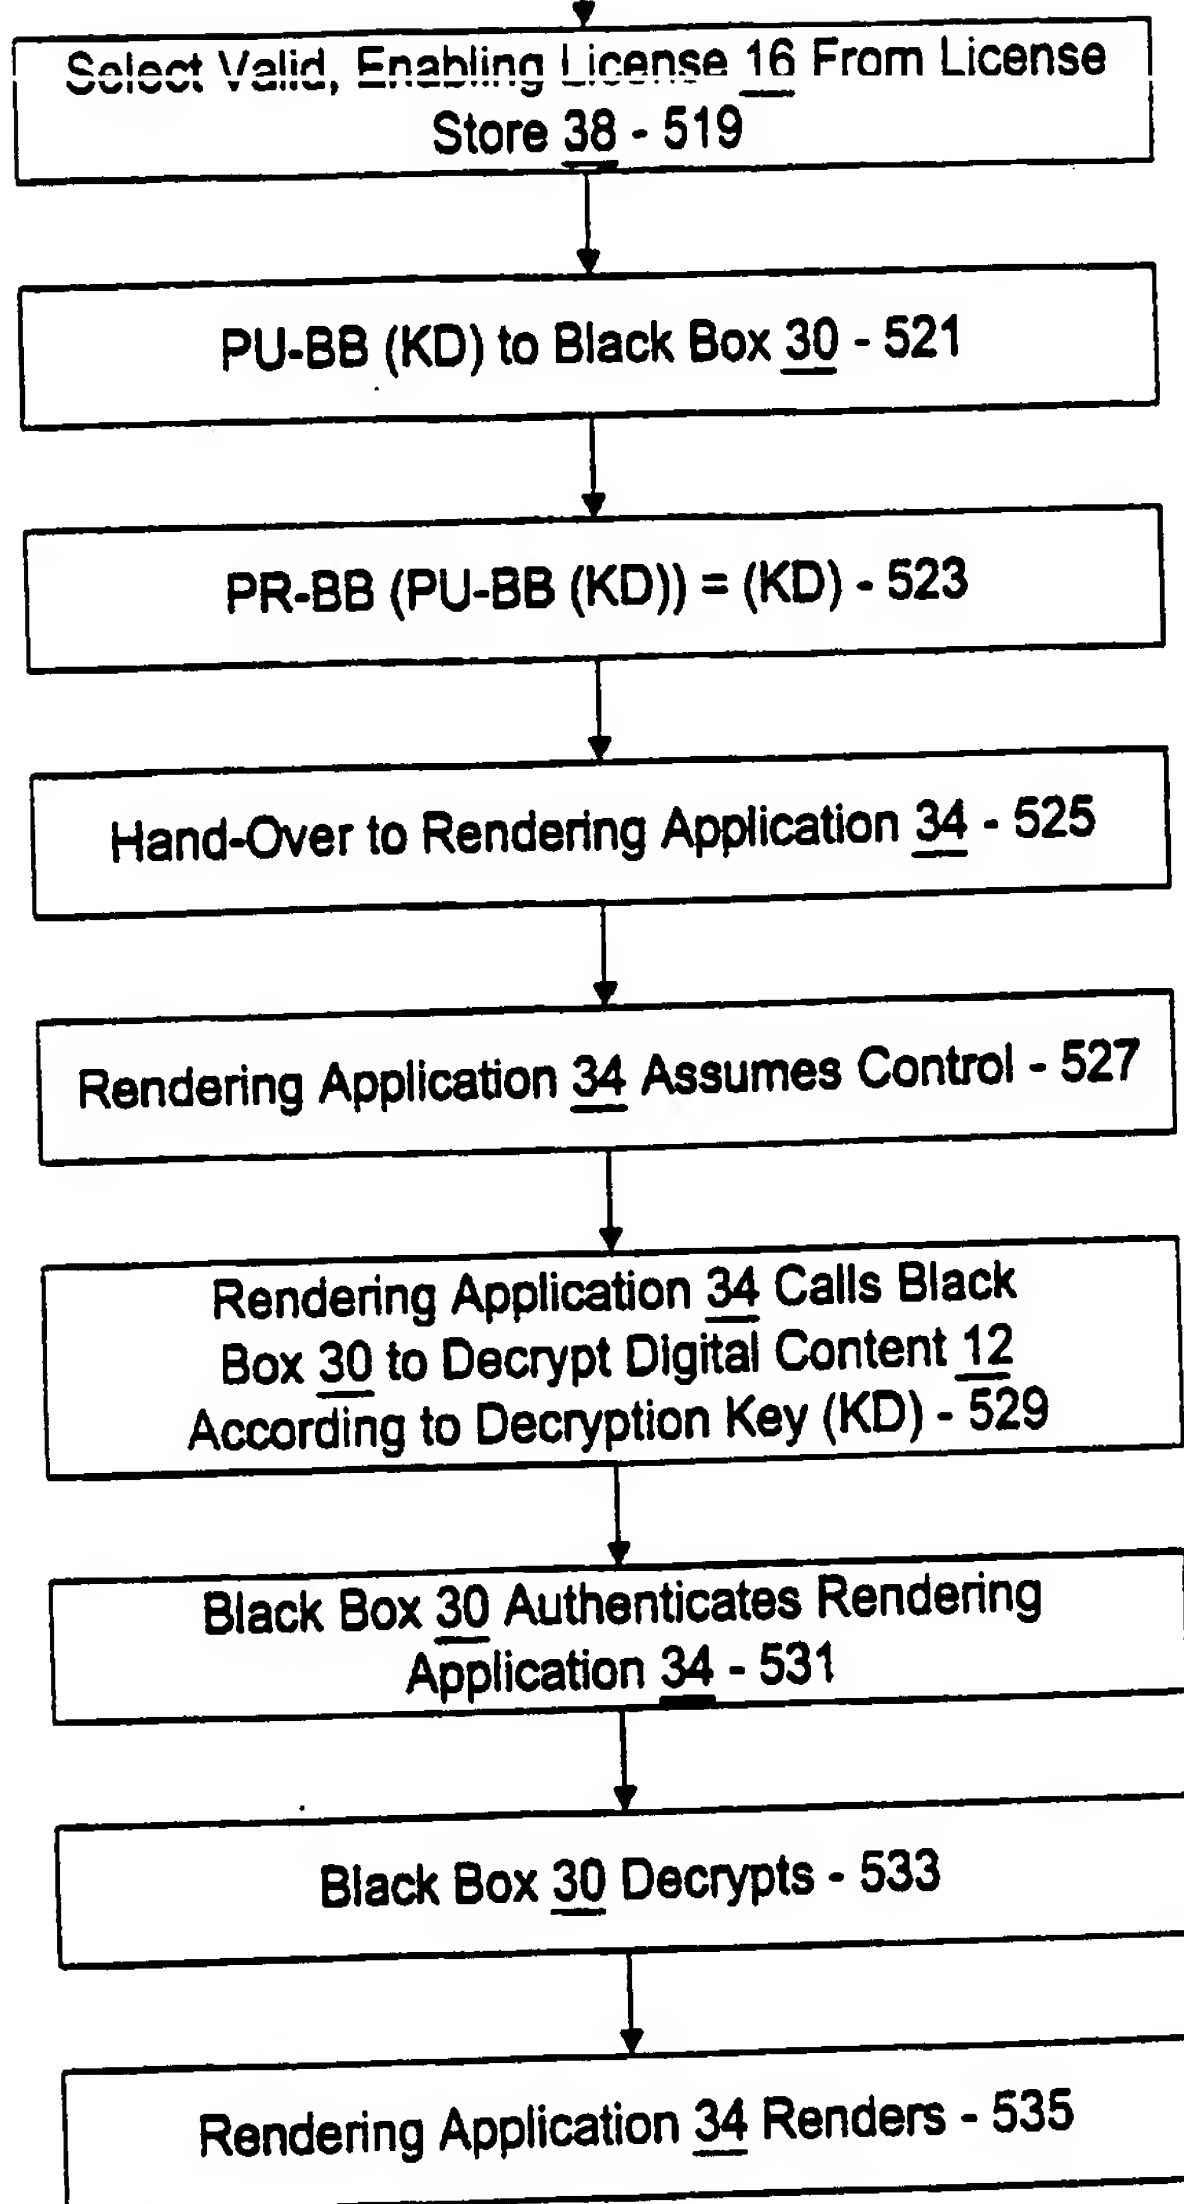 Select Valid, Enabling License 16 From License
Store 38 - 519
PU-BB (KD) to Black Box 30 - 521
PR-BB (PU-BB (KD)) = (KD) - 523
Hand-Over to Rendering Application 34 - 525
Rendering Application 34 Assumes Control - 527
Rendering Application 34 Calls Black
Box 30 to Decrypt Digital Content 12
According to Decryption Key (KD) - 529
Black Box 30 Authenticates Rendering
Application 34 - 531
Black Box 30 Decrypts - 533
Rendering Application 34 Renders - 535